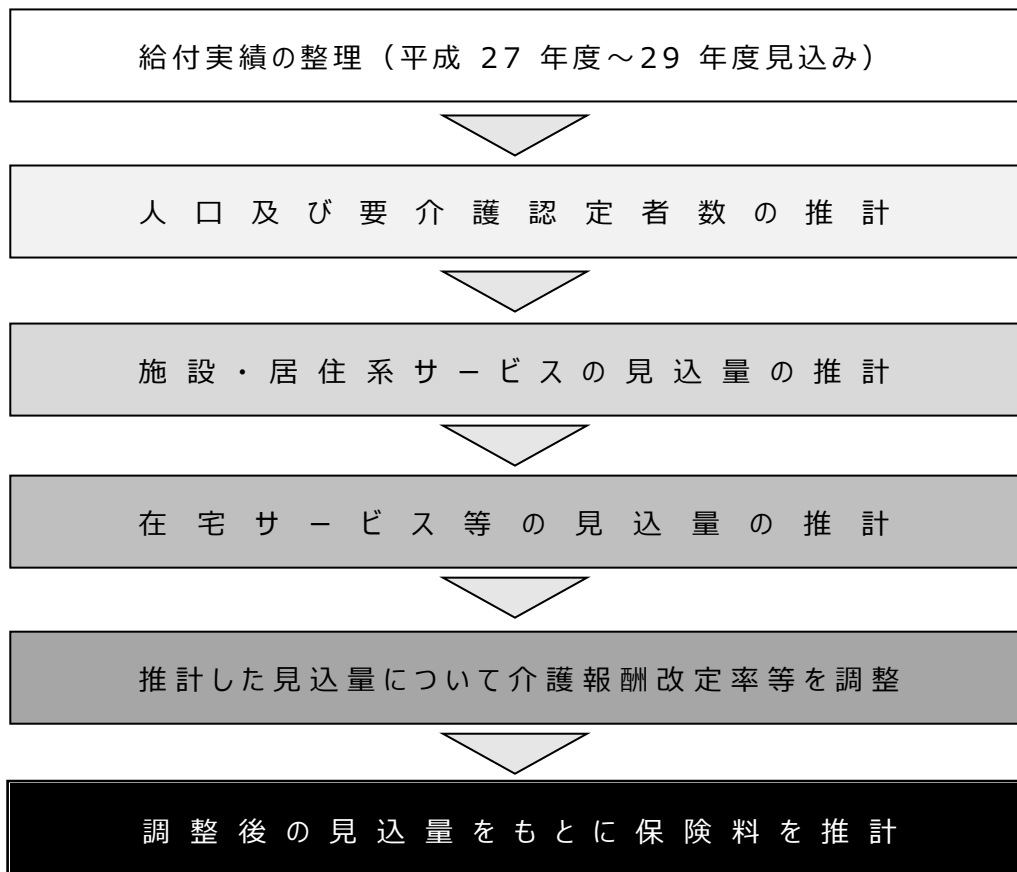 給付実績の整理（平成 27 年度～29 年度見込み）
人口及び要介護認定者数の推計
施設・居住系サービスの見込量の推計
在宅サービス等の見込量の推計
推計した見込量について介護報酬改定率等を調整
調整後の見込量をもとに保険料を推計